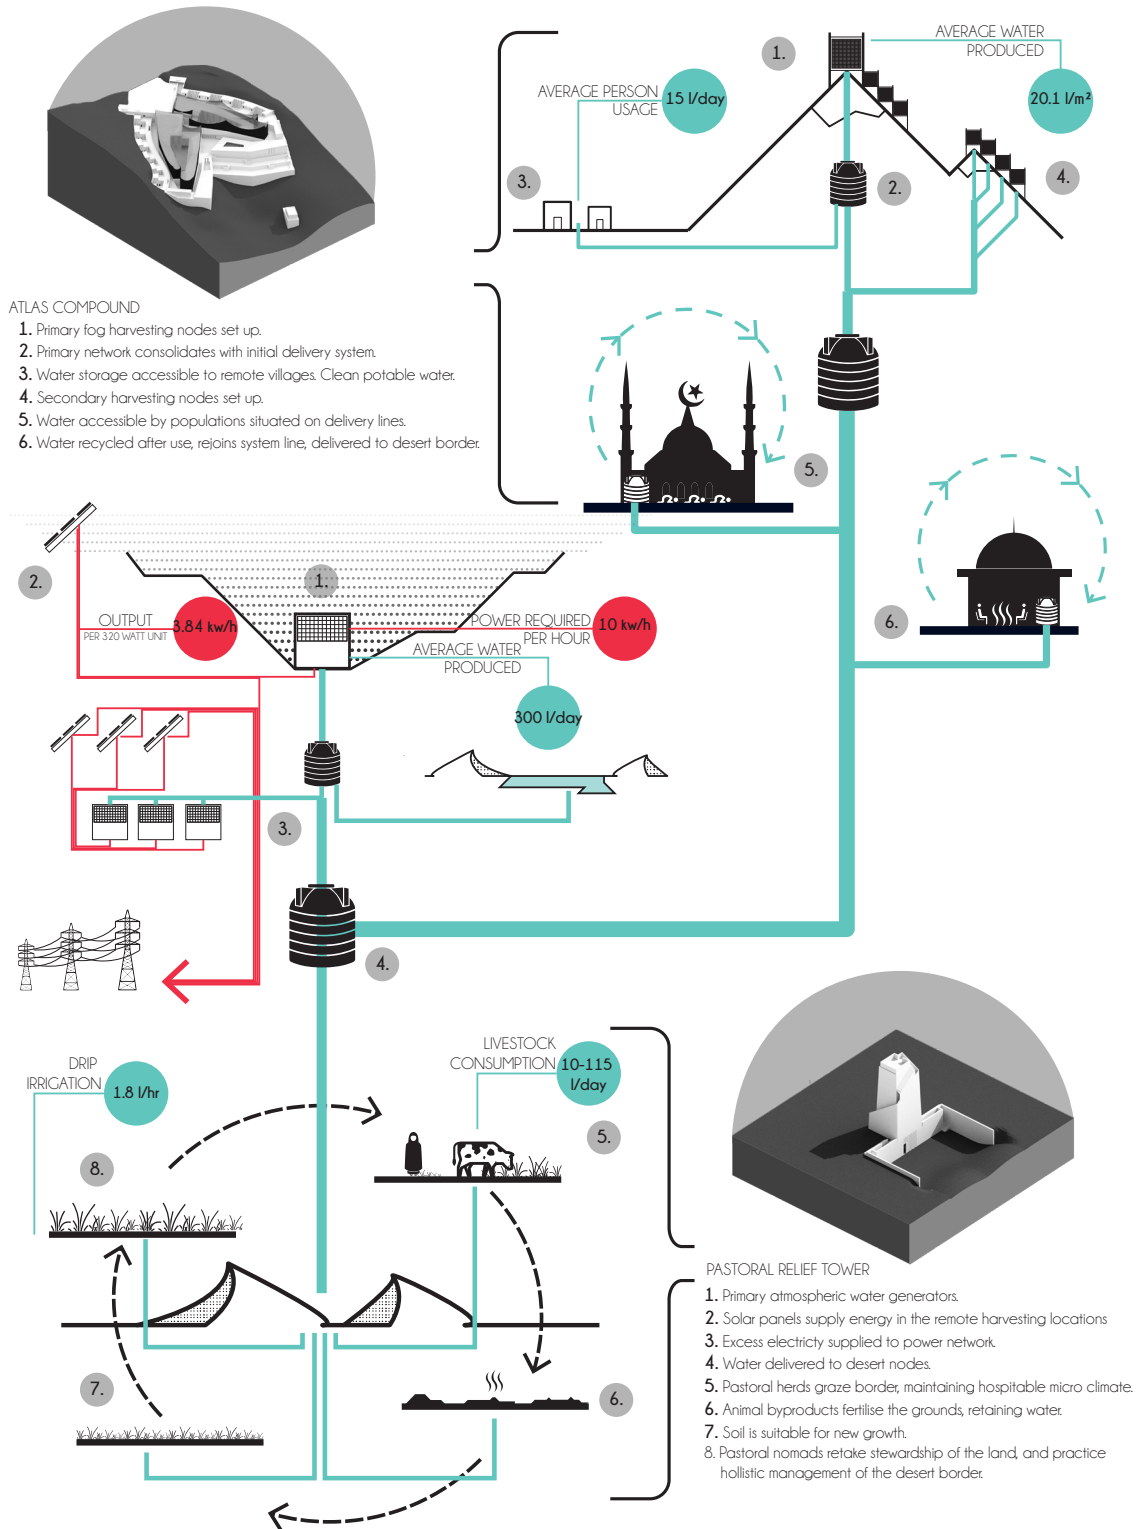 AVERAGE WATER
PRODUCED
20.1 l/m²
1.
AVERAGE PERSON
USAGE
15 l/day
3.
2.
4.
ATLAS COMPOUND
1. Primary fog harvesting nodes set up.
2. Primary network consolidates with initial delivery system.
3. Water storage accessible to remote villages. Clean potable water.
4. Secondary harvesting nodes set up.
5. Water accessible by populations situated on delivery lines.
6. Water recycled after use, rejoins system line, delivered to desert border.
5.
6.
2.
1.
OUTPUT
PER 320 WATT UNIT
3.84 kw/h
POWER REQUIRED
PER HOUR
10 kw/h
AVERAGE WATER
PRODUCED
300 l/day
3.
4.
DRIP
IRRIGATION
1.8 l/hr
LIVESTOCK
CONSUMPTION
10-115
l/day
5.
8.
7.
6.
PASTORAL RELIEF TOWER
1. Primary atmospheric water generators.
2. Solar panels supply energy in the remote harvesting locations
3. Excess electricty supplied to power network.
4. Water delivered to desert nodes.
5. Pastoral herds graze border, maintaining hospitable micro climate.
6. Animal byproducts fertilise the grounds, retaining water.
7. Soil is suitable for new growth.
8. Pastoral nomads retake stewardship of the land, and practice
hollistic management of the desert border.